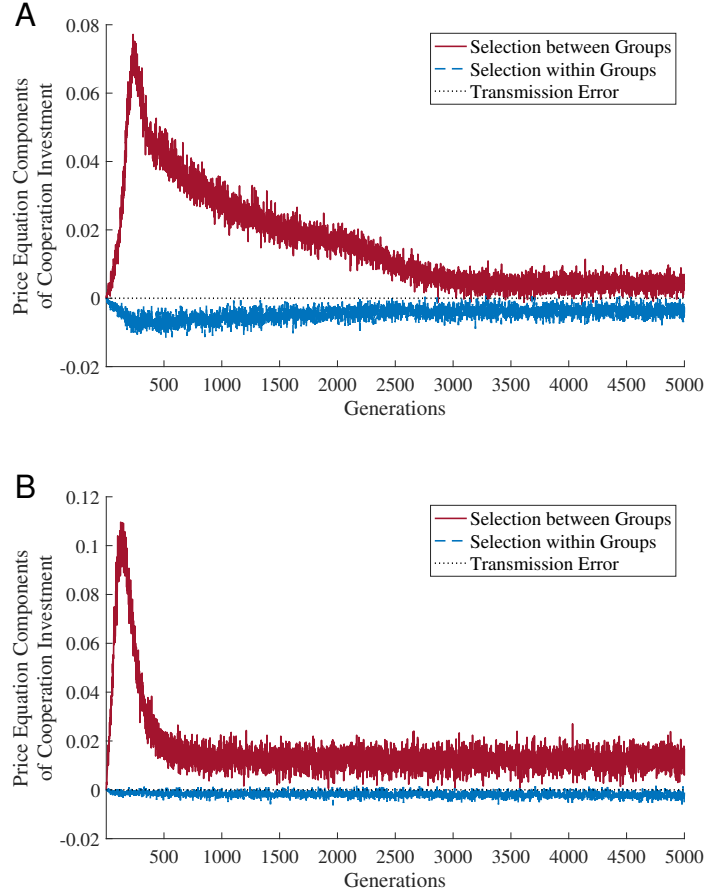 A
0.08
0.06
0.04
0.02
0
-0.02
Price Equation Components
of Cooperation Investment
Selection between Groups
Selection within Groups
Transmission Error
500 1000 1500 2000 2500 3000 3500 4000 4500 5000
Generations
B
0.12
0.1
0.08
0.06
0.04
0.02
0
-0.02
Price Equation Components
of Cooperation Investment
Selection between Groups
Selection within Groups
Transmission Error
500 1000 1500 2000 2500 3000 3500 4000 4500 5000
Generations